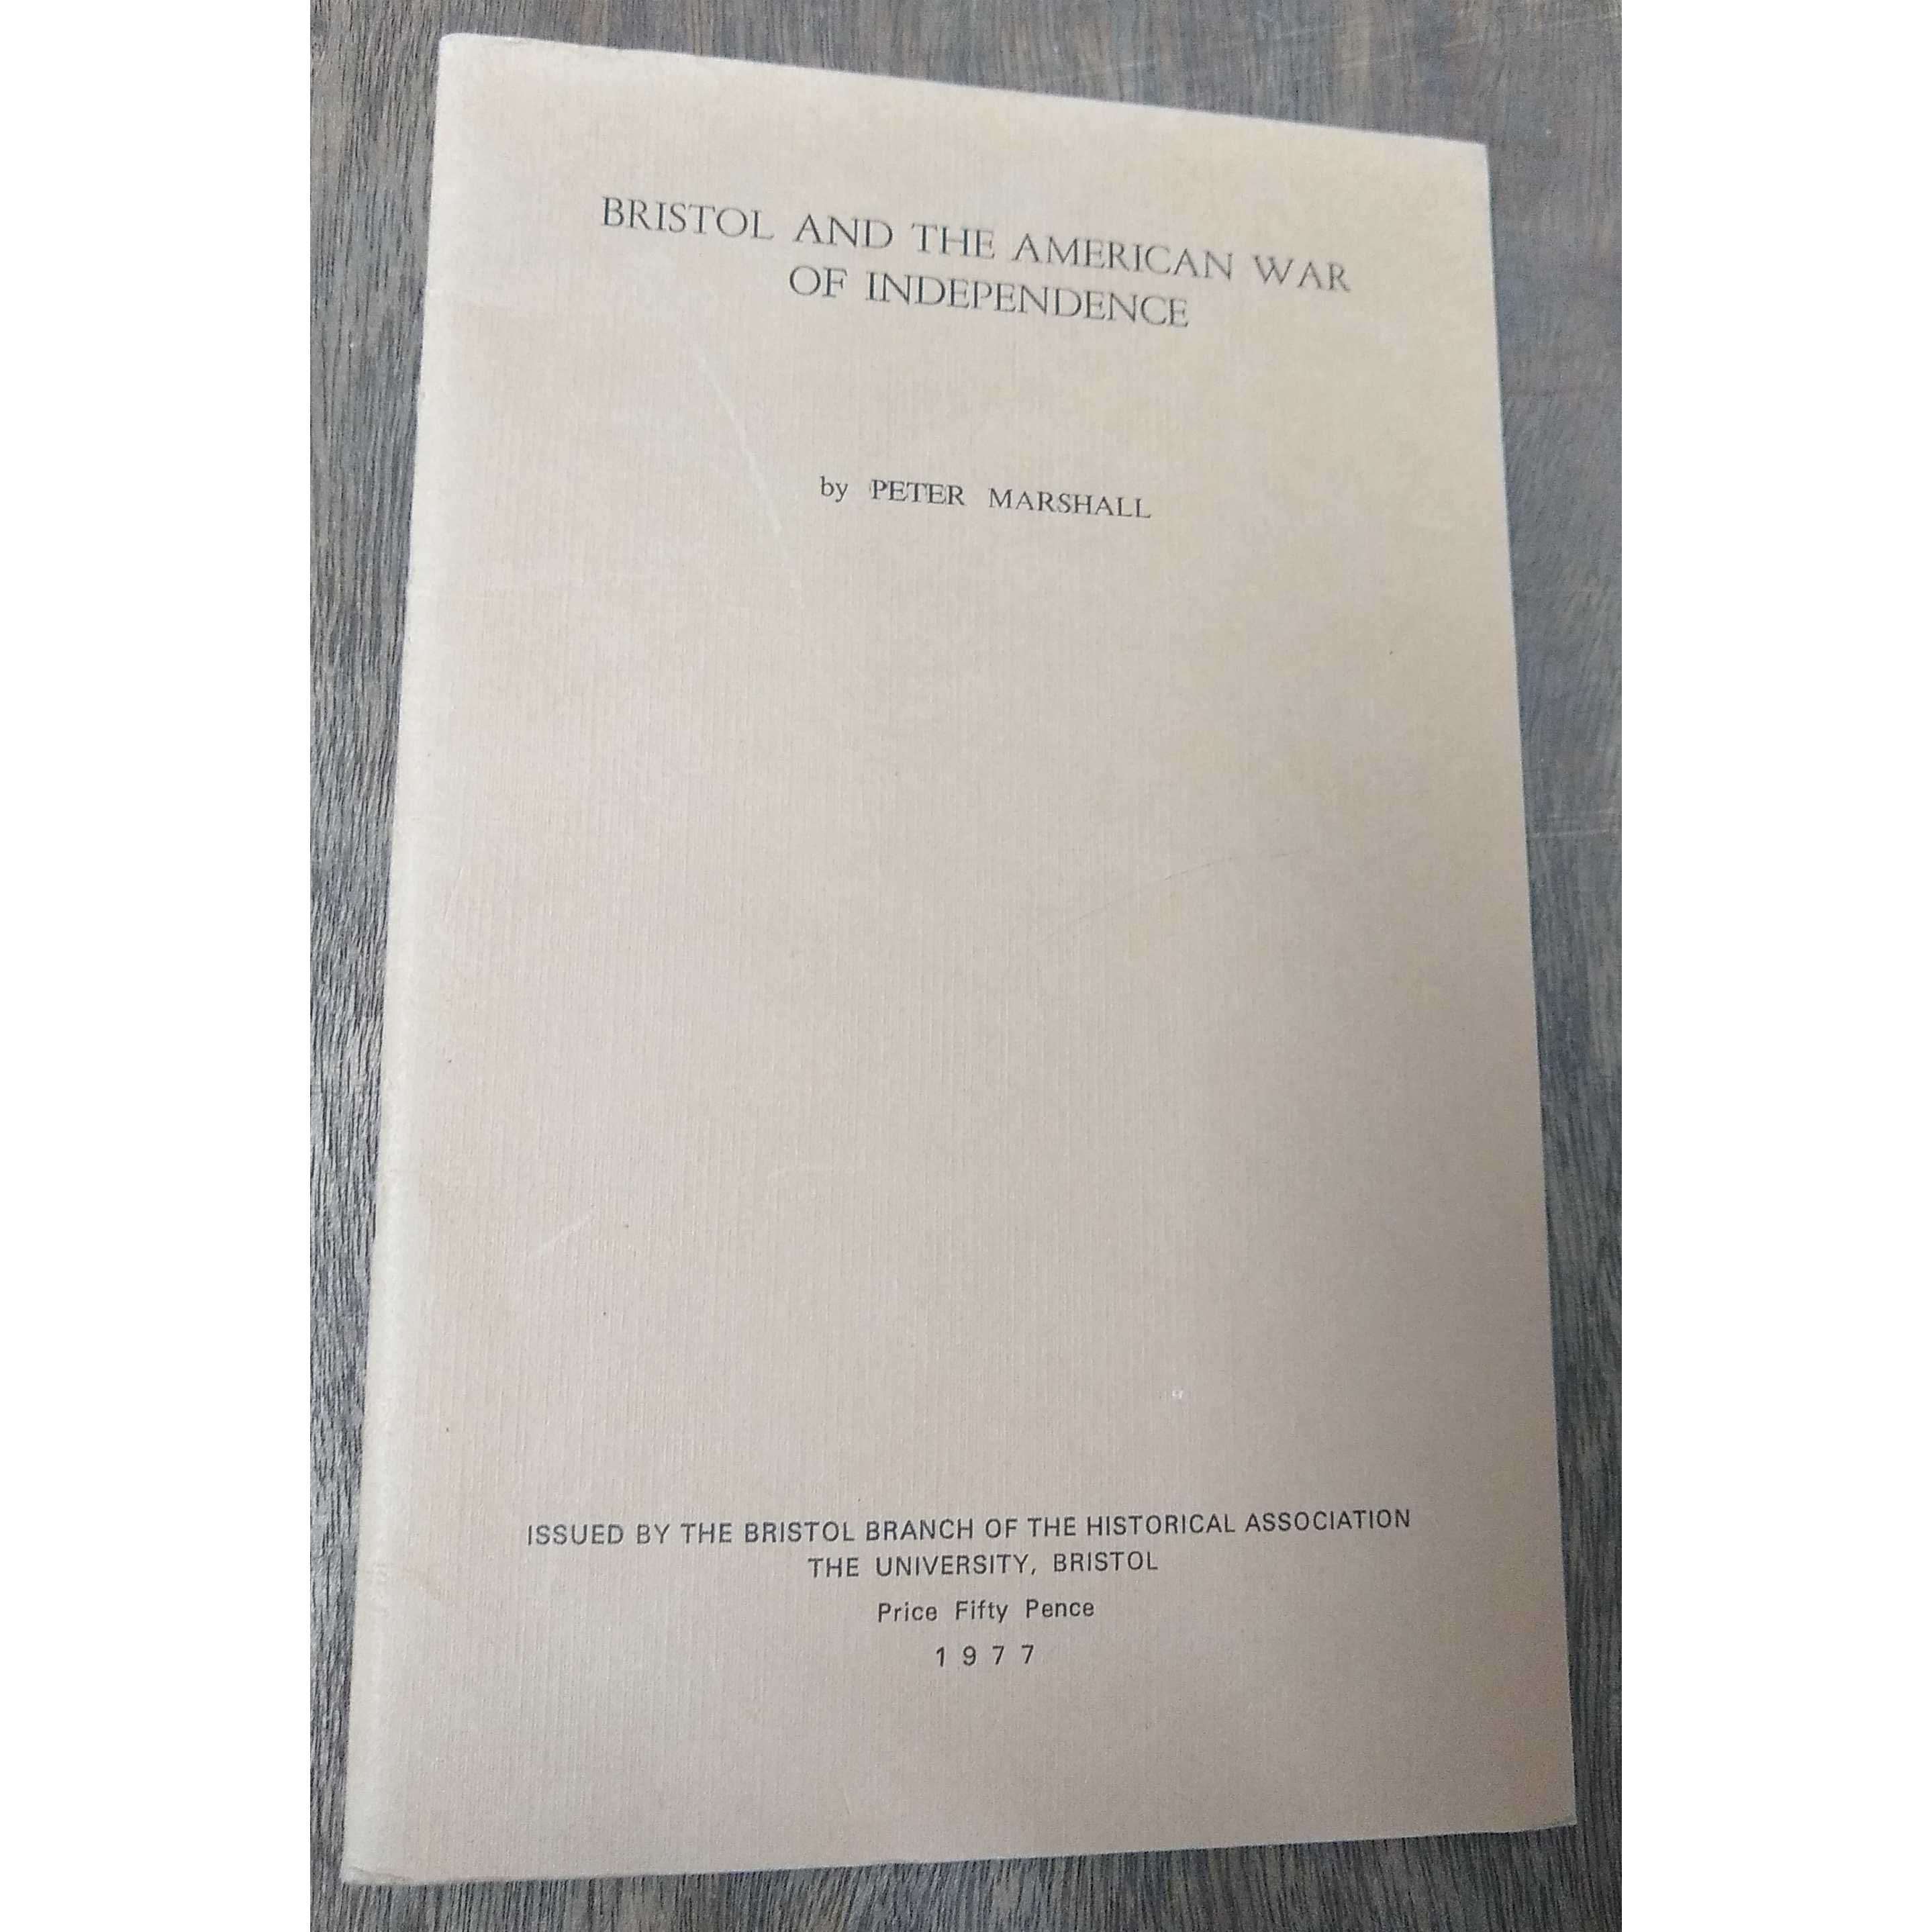 BRISTOL AND THE AMERICAN WAR
OF INDEPENDENCE
by PETER MARSHALL
ISSUED BY THE BRISTOL BRANCH OF THE HISTORICAL ASSOCIATION
THE UNIVERSITY, BRISTOL
Price Fifty Pence
1977